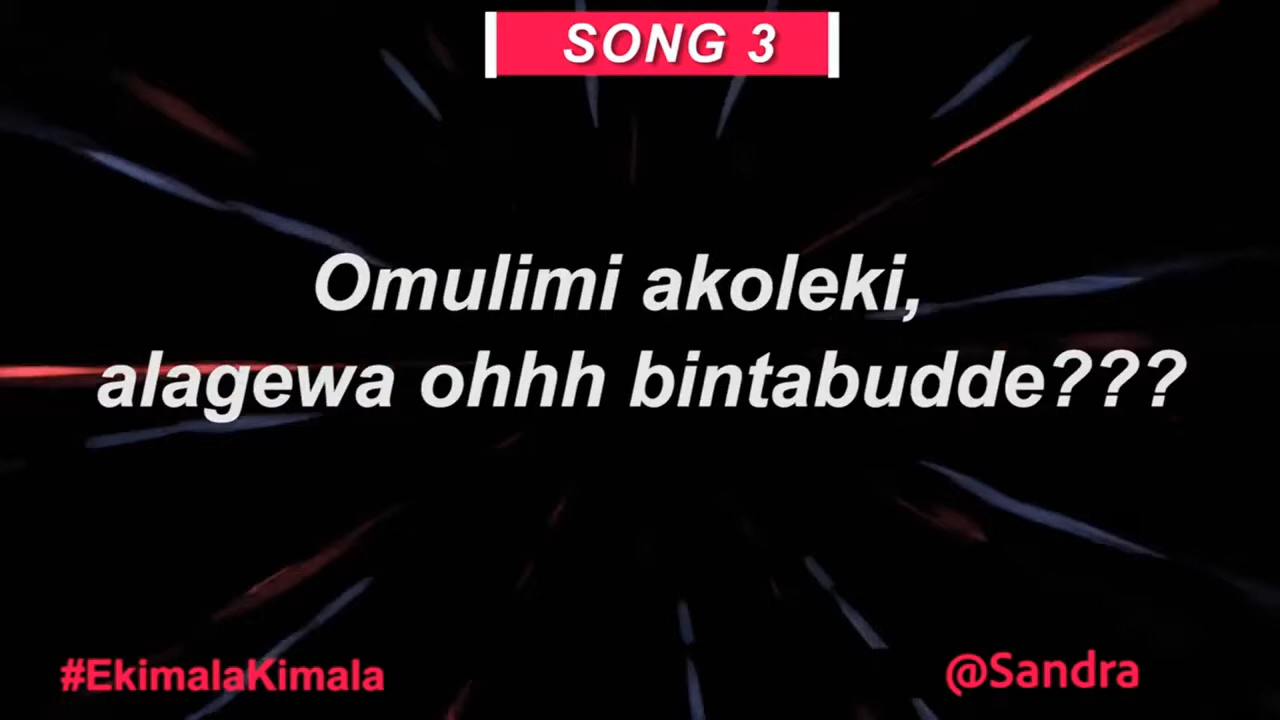 SONG 3
Omulimi akoleki,
alagewa ohhh bintabudde???
#EkimalaKimala
@Sandra